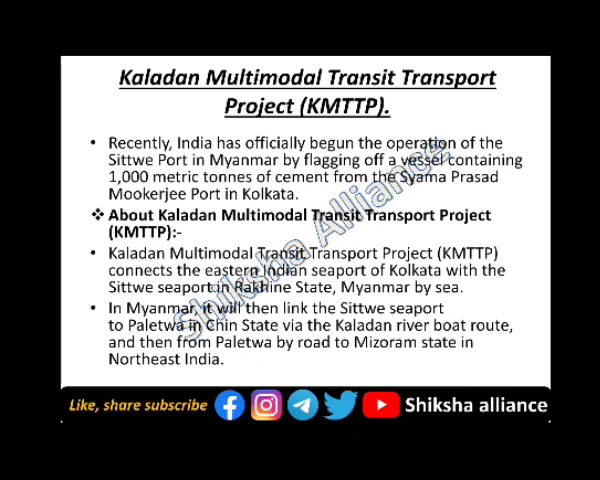 Kaladan Multimodal Transit Transport
Project (KMTTP).
• Recently, India has officially begun the operation of the
Sittwe Port in Myanmar by flagging off a vessel containing
1,000 metric tonnes of cement from the Syama Prasad
Mookerjee Port in Kolkata.
❖ About Kaladan Multimodal Transit Transport Project
(KMTTP):-
• Kaladan Multimodal Transit Transport Project (KMTTP)
connects the eastern Indian seaport of Kolkata with the
Sittwe seaport in Rakhine State, Myanmar by sea.
• In Myanmar, it will then link the Sittwe seaport
to Paletwa in Chin State via the Kaladan river boat route,
and then from Paletwa by road to Mizoram state in
Northeast India.
Shiksha Alliance
Like, share subscribe
Shiksha alliance